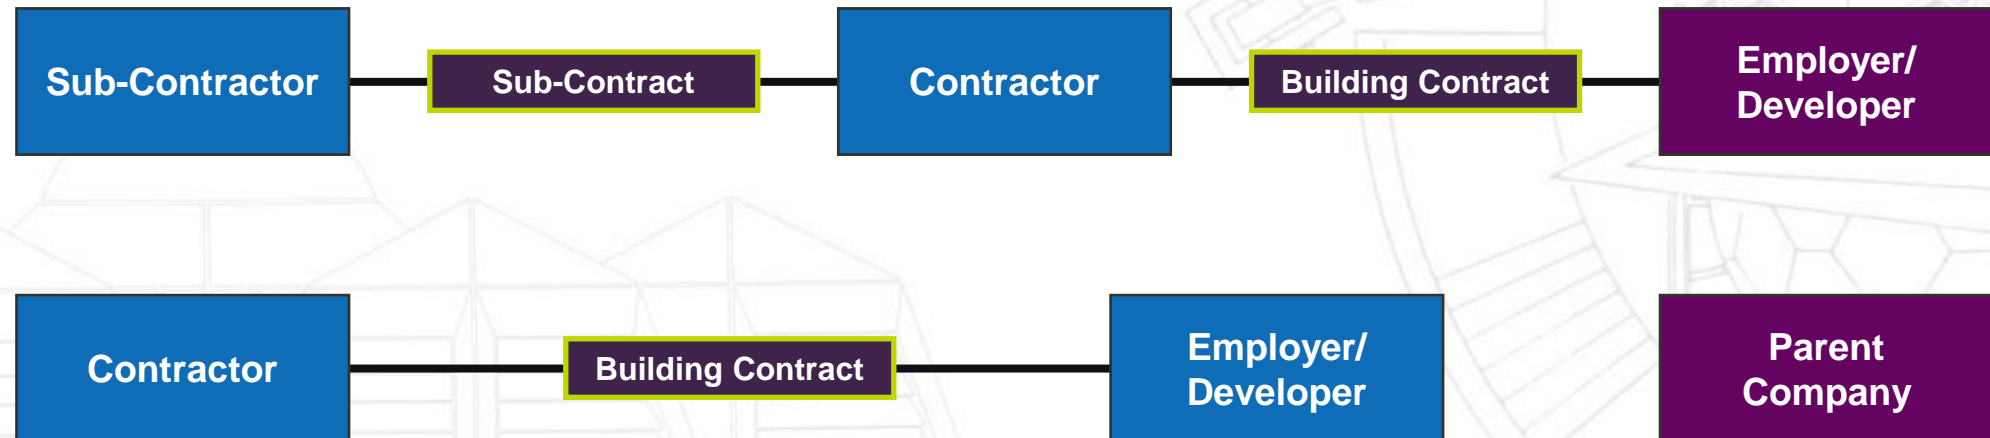 Sub-Contractor
Sub-Contract
Contractor
Building Contract
Employer/
Developer
Contractor
Building Contract
Employer/
Developer
Parent
Company